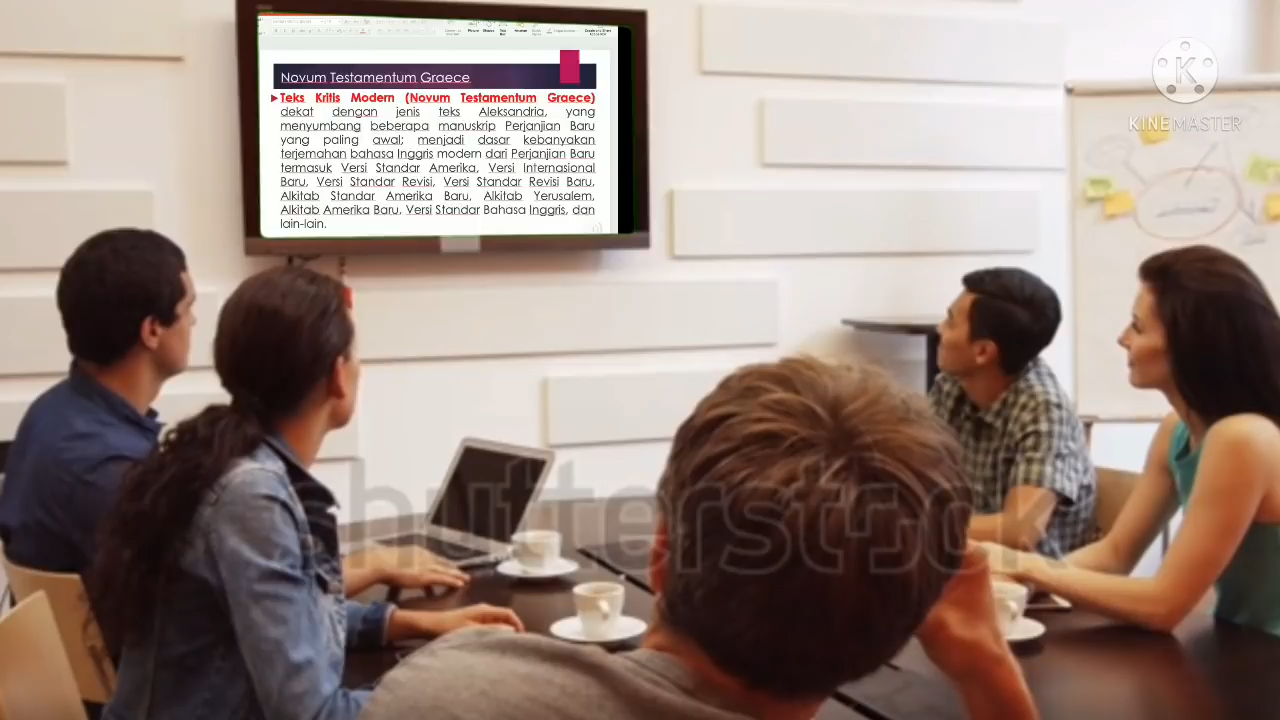 Novum Testamentum Graece
Teks Kritis Modern (Novum Testamentum Graece)
dekat dengan jenis teks Aleksandria, yang
menyumbang beberapa manuskrip Perjanjian Baru
yang paling awal; menjadi dasar kebanyakan
terjemahan bahasa Inggris modern dari Perjanjian Baru
termasuk Versi Standar Amerika, Versi Internasional
Baru, Versi Standar Revisi, Versi Standar Revisi Baru,
Alkitab Standar Amerika Baru, Alkitab Yerusalem,
Alkitab Amerika Baru, Versi Standar Bahasa Inggris, dan
lain-lain.
K
KINEMASTER
shutterstock